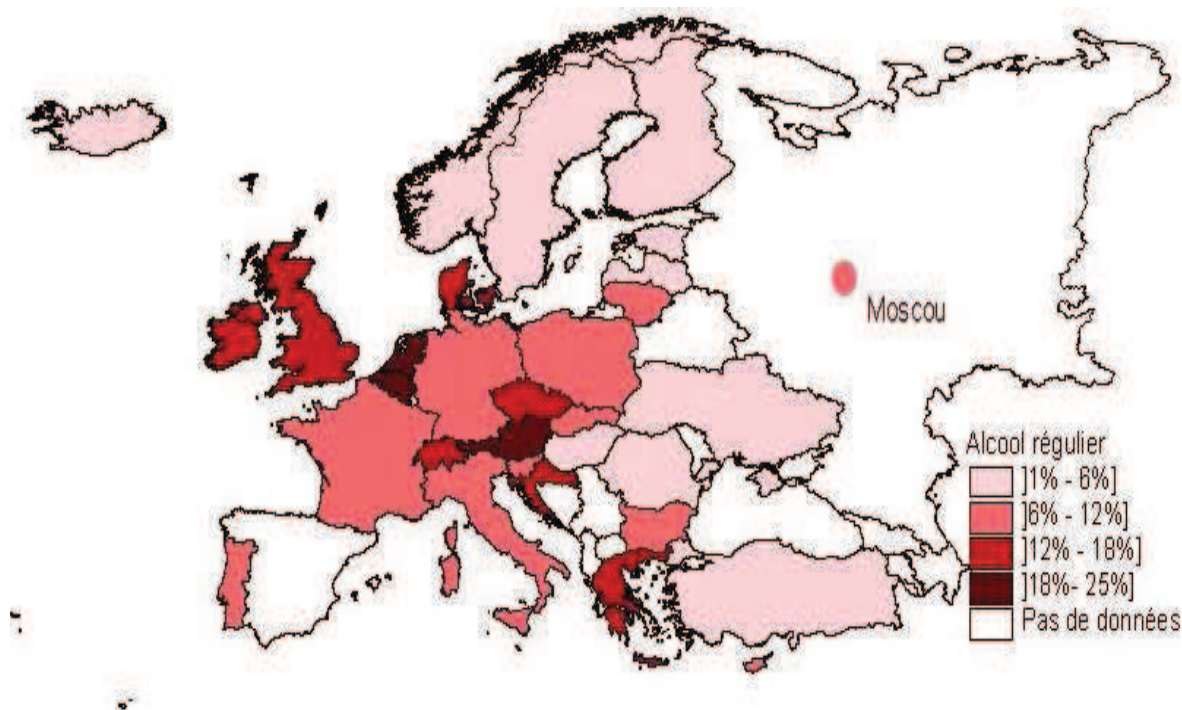 Moscou
Alcool régulier
]1% - 6%]
]6% - 12%]
]12% - 18%]
]18%- 25%]
Pas de données